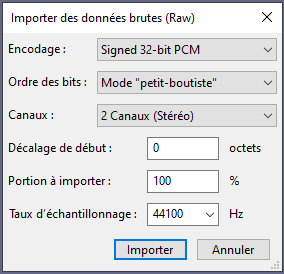 Importer des données brutes (Raw)
Encodage : Signed 32-bit PCM
Ordre des bits : Mode "petit-boutiste"
Canaux : 2 Canaux (Stéréo)
Décalage de début : 0 octets
Portion à importer : 100 %
Taux d'échantillonnage : 44100 Hz
Importer Annuler